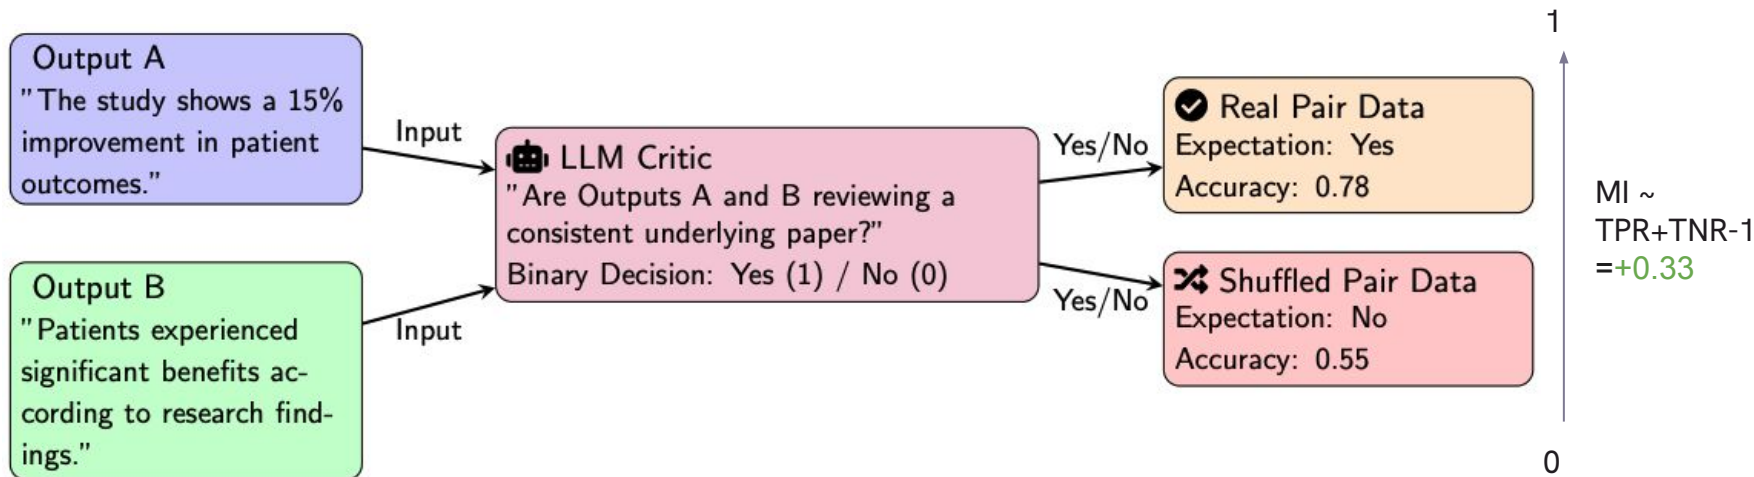 Output A
"The study shows a 15%
improvement in patient
outcomes."
Output B
"Patients experienced
significant benefits ac-
cording to research find-
ings."
Input
Input
LLM Critic
"Are Outputs A and B reviewing a
consistent underlying paper?"
Binary Decision: Yes (1) / No (0)
Yes/No
Yes/No
Real Pair Data
Expectation: Yes
Accuracy: 0.78
Shuffled Pair Data
Expectation: No
Accuracy: 0.55
1
0
MI ~
TPR+TNR-1
=+0.33